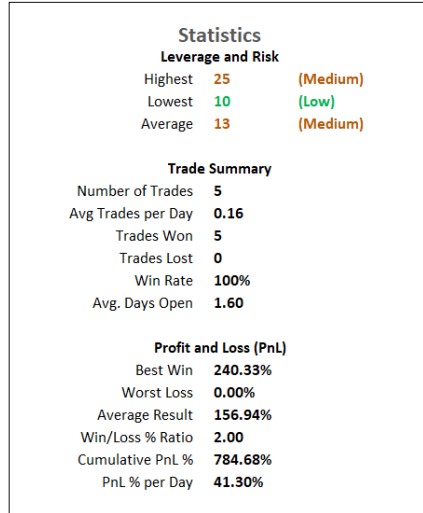 Statistics
Leverage and Risk
Highest 25 (Medium)
Lowest 10 (Low)
Average 13 (Medium)
Trade Summary
Number of Trades 5
Avg Trades per Day 0.16
Trades Won 5
Trades Lost 0
Win Rate 100%
Avg. Days Open 1.60
Profit and Loss (PnL)
Best Win 240.33%
Worst Loss 0.00%
Average Result 156.94%
Win/Loss % Ratio 2.00
Cumulative PnL % 784.68%
PnL % per Day 41.30%